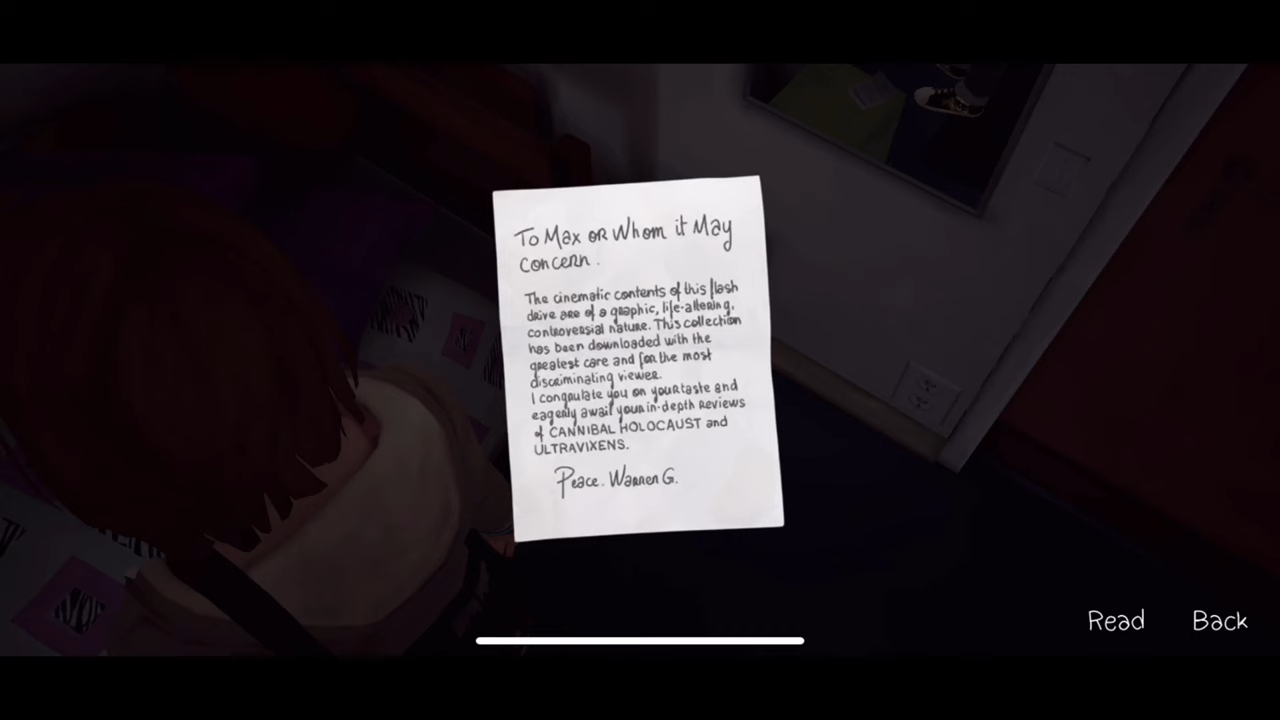 To Max or Whom it May
concern.
The cinematic contents of this flash
drive are of a graphic, life-altering,
controversial nature. This collection
has been downloaded with the
greatest care and for the most
discriminating viewer.
I congratulate you on your taste and
eagerly await your in-depth reviews
of CANNIBAL HOLOCAUST and
ULTRAVIXENS.
Peace. Warren G.
Read
Back